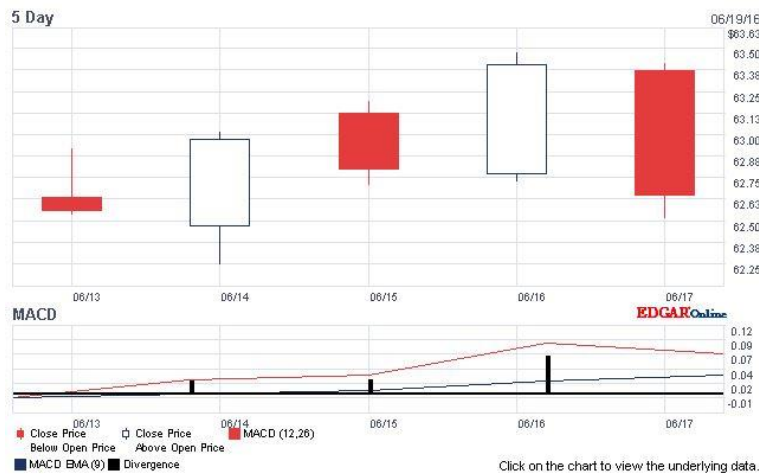 5 Day
06/19/16
$63.63
63.50
63.38
63.25
63.13
63.00
62.88
62.75
62.63
62.50
62.38
62.25
06/13 06/14 06/15 06/16 06/17
MACD
EDGAR Online
0.12
0.09
0.07
0.04
0.02
-0.01
06/13 06/14 06/15 06/16 06/17
Close Price Close Price MACD (12,26)
Below Open Price Above Open Price
MACD EMA (9) Divergence
Click on the chart to view the underlying data.